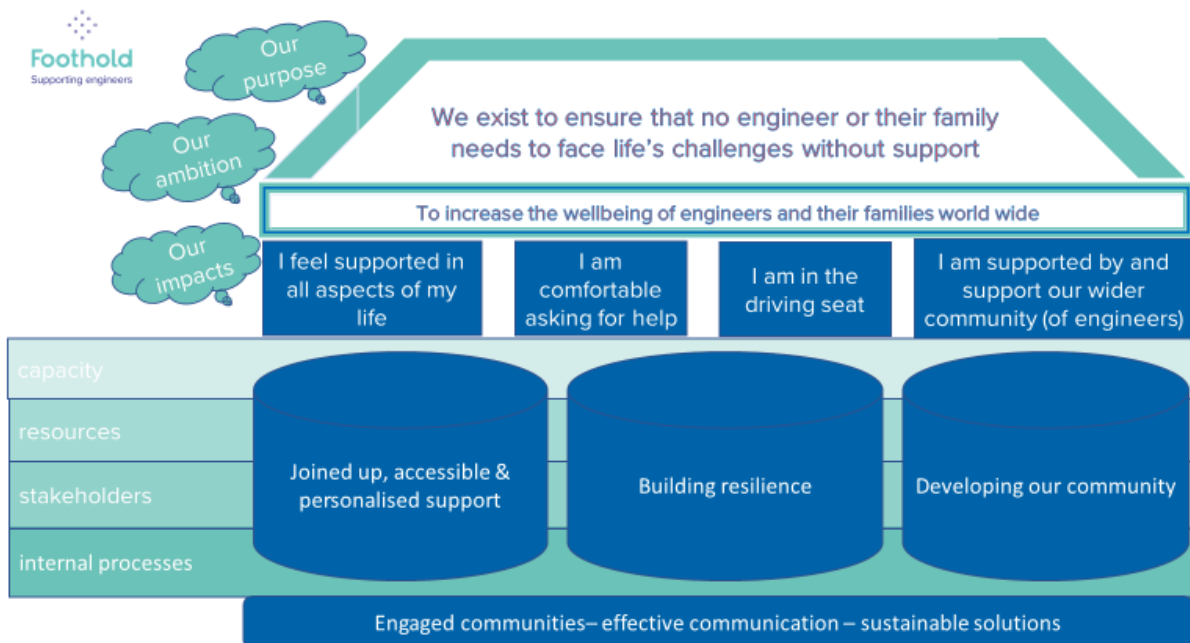 Foothold
Supporting engineers
Our
purpose
We exist to ensure that no engineer or their family
needs to face life's challenges without support
Our
ambition
To increase the wellbeing of engineers and their families world wide
Our
impacts
I feel supported in
all aspects of my
life
I am
comfortable
asking for help
I am in the
driving seat
I am supported by and
support our wider
community (of engineers)
capacity
resources
stakeholders
internal processes
Joined up, accessible &
personalised support
Building resilience
Developing our community
Engaged communities– effective communication – sustainable solutions